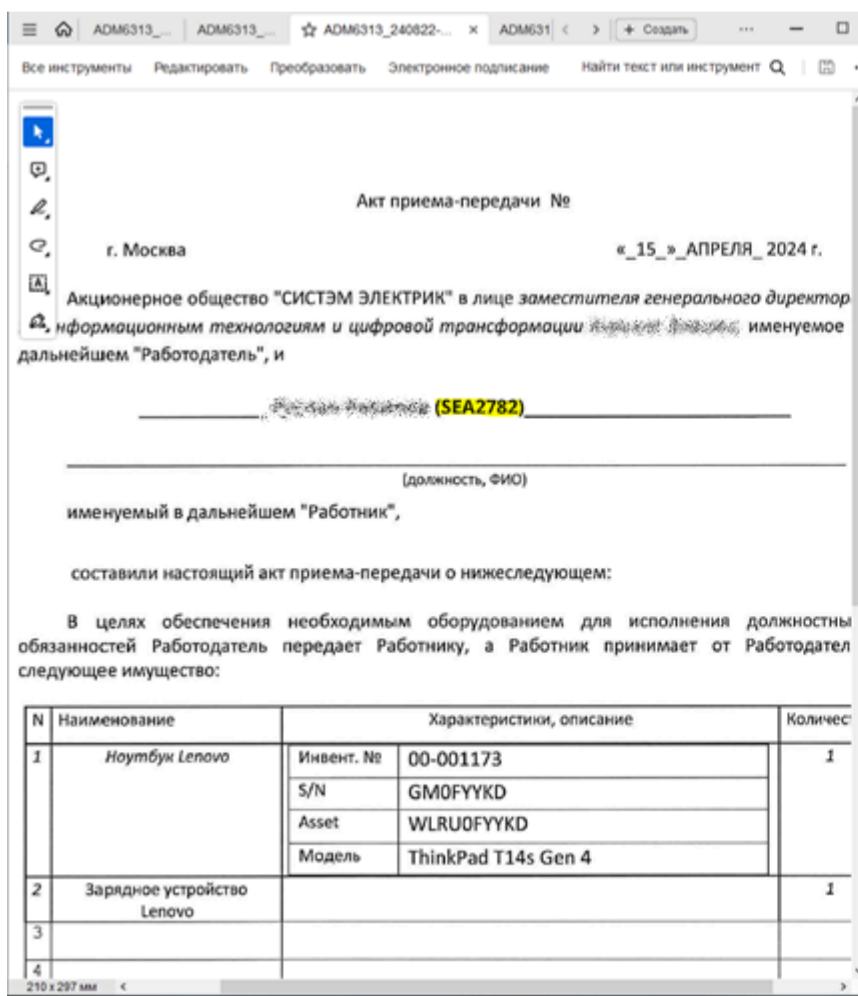 ADM6313_... ADM6313_... ADM6313_240822-... × ADM631 < > + Создать ...
Все инструменты Редактировать Преобразовать Электронное подписание Найти текст или инструмент
Акт приема-передачи №
г. Москва «_15_»_АПРЕЛЯ_ 2024 г.
Акционерное общество "СИСТЭМ ЭЛЕКТРИК" в лице заместителя генерального директор
нформационным технологиям и цифровой трансформации именуемое
дальнейшем "Работодатель", и
(SEA2782)
(должность, ФИО)
именуемый в дальнейшем "Работник",
составили настоящий акт приема-передачи о нижеследующем:
В целях обеспечения необходимым оборудованием для исполнения должностны
обязанностей Работодатель передает Работнику, а Работник принимает от Работодател
следующее имущество:
N Наименование Характеристики, описание Количес
1 Ноутбук Lenovo Инвент. № 00-001173 1
S/N GM0FYYKD
Asset WLRU0FYYKD
Модель ThinkPad T14s Gen 4
2 Зарядное устройство 1
Lenovo
3
4
210 x 297 мм < >